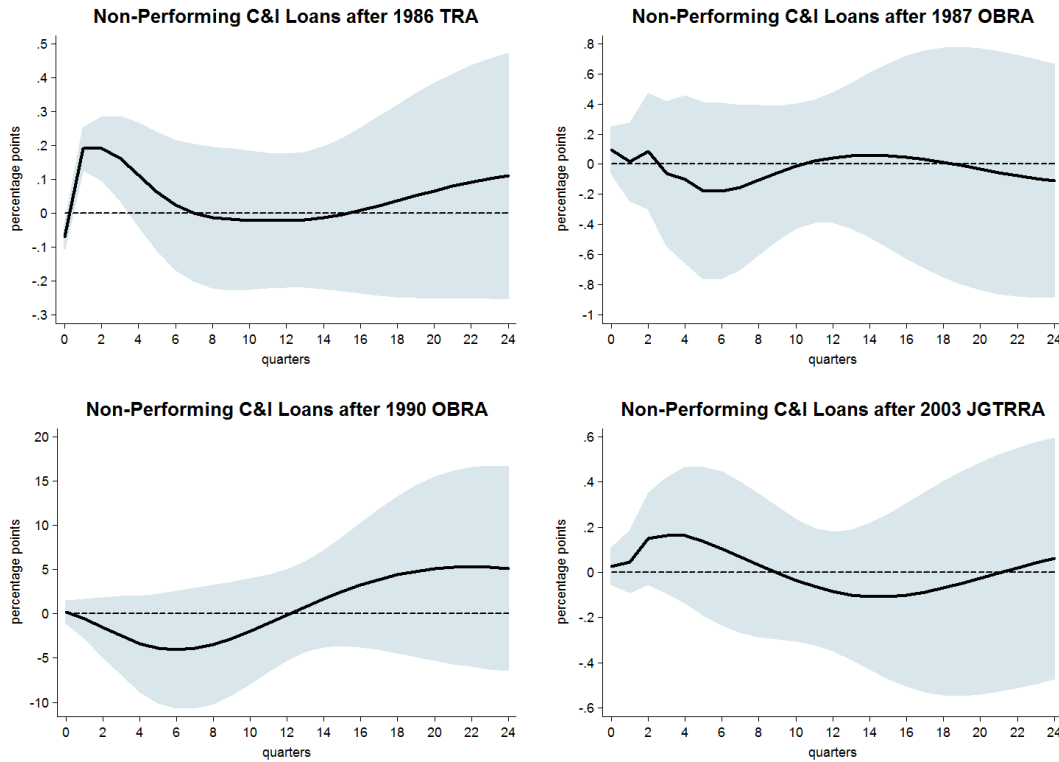 Non-Performing C&I Loans after 1986 TRA
.5
.4
.3
.2
.1
0
-.1
-.2
-.3
percentage points
0 2 4 6 8 10 12 14 16 18 20 22 24
quarters
Non-Performing C&I Loans after 1987 OBRA
.8
.6
.4
.2
0
-.2
-.4
-.6
-.8
-1
percentage points
0 2 4 6 8 10 12 14 16 18 20 22 24
quarters
Non-Performing C&I Loans after 1990 OBRA
20
15
10
5
0
-5
-10
percentage points
0 2 4 6 8 10 12 14 16 18 20 22 24
quarters
Non-Performing C&I Loans after 2003 JGTRRA
.6
.4
.2
0
-.2
-.4
-.6
percentage points
0 2 4 6 8 10 12 14 16 18 20 22 24
quarters